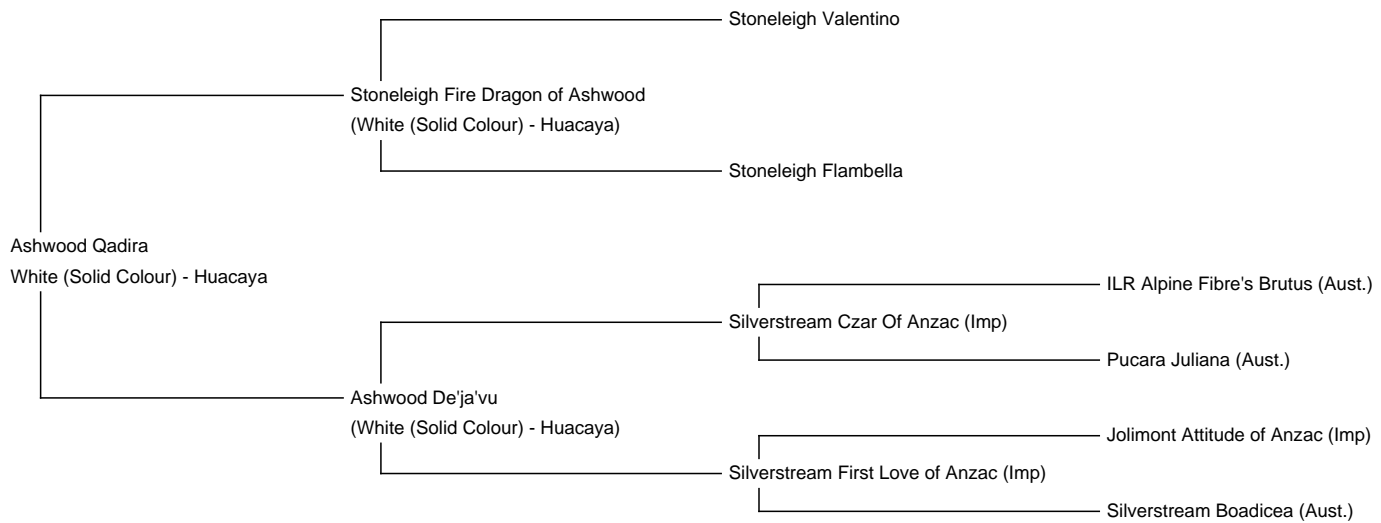 Stoneleigh Valentino
Stoneleigh Fire Dragon of Ashwood
(White (Solid Colour) - Huacaya)
Stoneleigh Flambella
Ashwood Qadira
White (Solid Colour) - Huacaya
ILR Alpine Fibre's Brutus (Aust.)
Silverstream Czar Of Anzac (Imp)
Pucara Juliana (Aust.)
Ashwood De'ja'vu
(White (Solid Colour) - Huacaya)
Jolimont Attitude of Anzac (Imp)
Silverstream First Love of Anzac (Imp)
Silverstream Boadicea (Aust.)